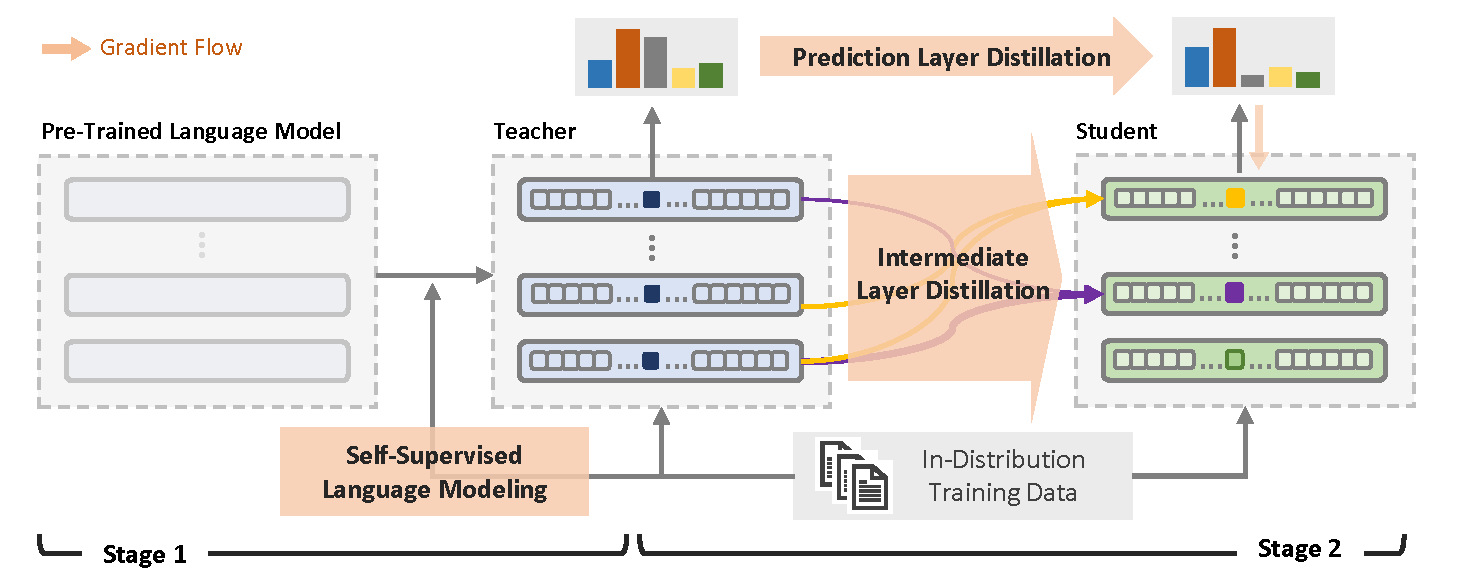 Gradient Flow
Prediction Layer Distillation
Pre-Trained Language Model
Teacher
Student
Intermediate
Layer Distillation
Self-Supervised
Language Modeling
In-Distribution
Training Data
Stage 1
Stage 2